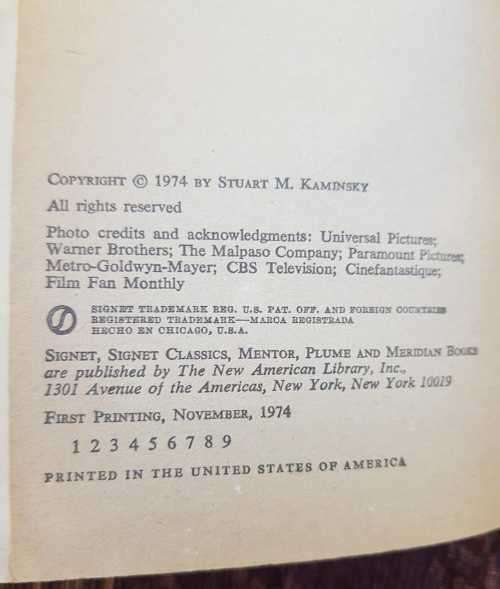 COPYRIGHT © 1974 BY STUART M. KAMINSKY
All rights reserved
Photo credits and acknowledgments: Universal Pictures;
Warner Brothers; The Malpaso Company; Paramount Pictures;
Metro-Goldwyn-Mayer; CBS Television; Cinefantastique;
Film Fan Monthly
SIGNET TRADEMARK REG. U.S. PAT. OFF. AND FOREIGN COUNTRIES
REGISTERED TRADEMARK—MARCA REGISTRADA
HECHO EN CHICAGO, U.S.A.
SIGNET, SIGNET CLASSICS, MENTOR, PLUME AND MERIDIAN BOOKS
are published by The New American Library, Inc.,
1301 Avenue of the Americas, New York, New York 10019
FIRST PRINTING, NOVEMBER, 1974
1 2 3 4 5 6 7 8 9
PRINTED IN THE UNITED STATES OF AMERICA